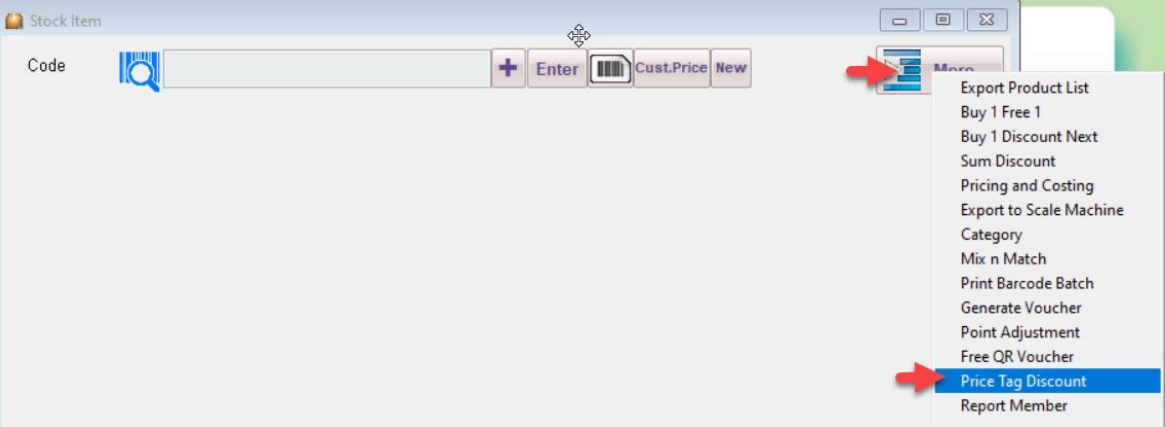 Stock Item
Code
+ Enter Cust.Price New
More
Export Product List
Buy 1 Free 1
Buy 1 Discount Next
Sum Discount
Pricing and Costing
Export to Scale Machine
Category
Mix n Match
Print Barcode Batch
Generate Voucher
Point Adjustment
Free QR Voucher
Price Tag Discount
Report Member